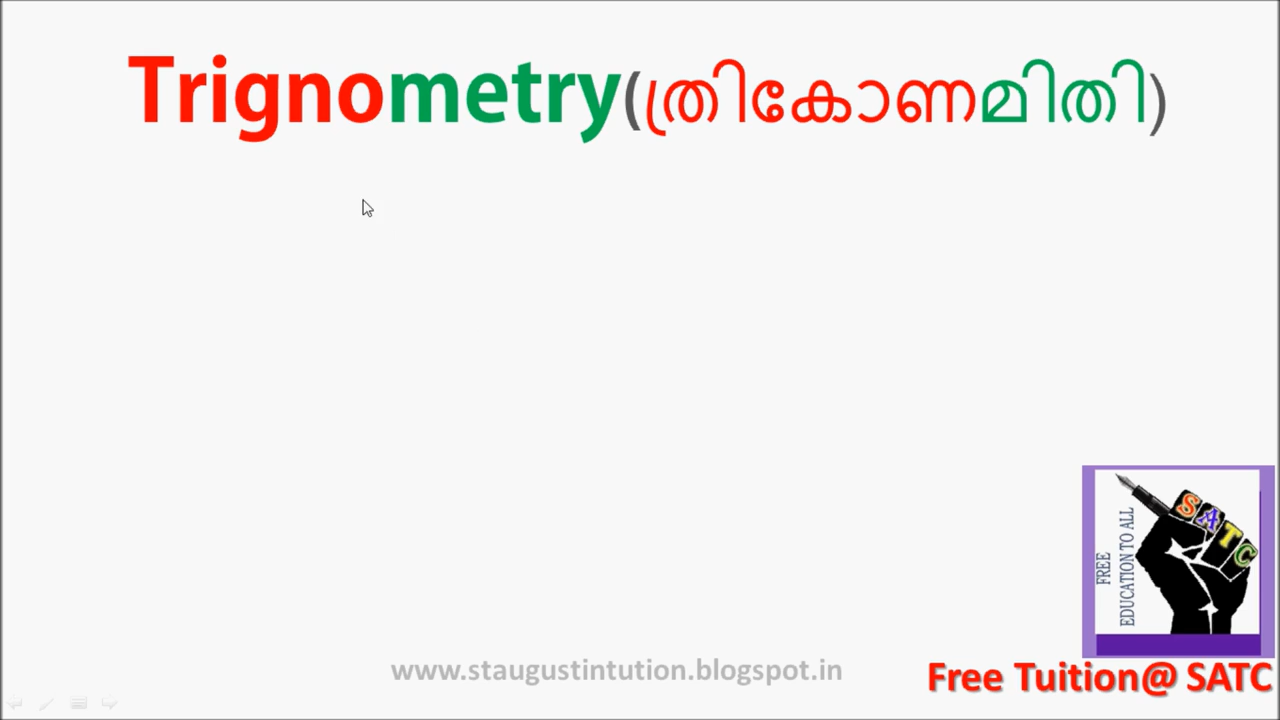 Trignometry(ത്രികോണമിതി)
SATC
FREE
EDUCATION TO ALL
www.staugustintution.blogspot.in
Free Tuition@ SATC